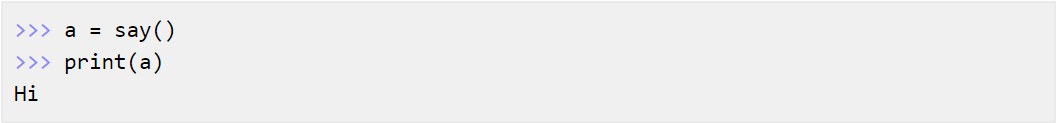 >>> a = say()
>>> print(a)
Hi